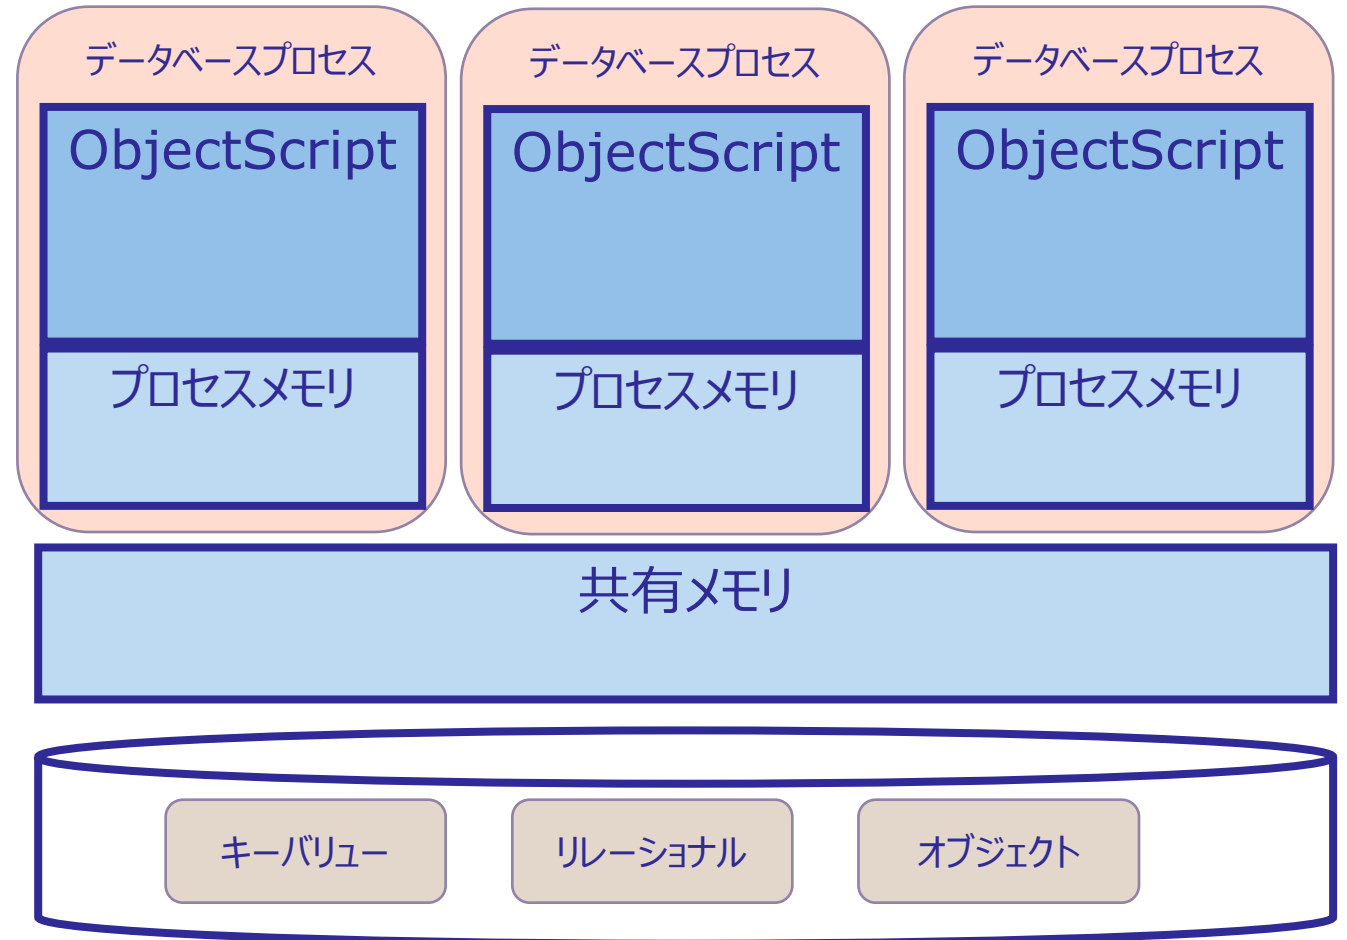 データベースプロセス
データベースプロセス
データベースプロセス
ObjectScript
ObjectScript
ObjectScript
プロセスメモリ
プロセスメモリ
プロセスメモリ
共有メモリ
キーバリュー
リレーショナル
オブジェクト